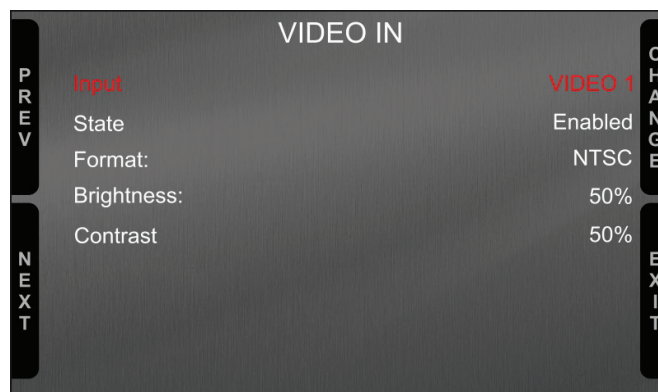 VIDEO IN
PREV
CHANGE
Input VIDEO 1
State Enabled
Format: NTSC
Brightness: 50%
Contrast 50%
NEXT
EXIT